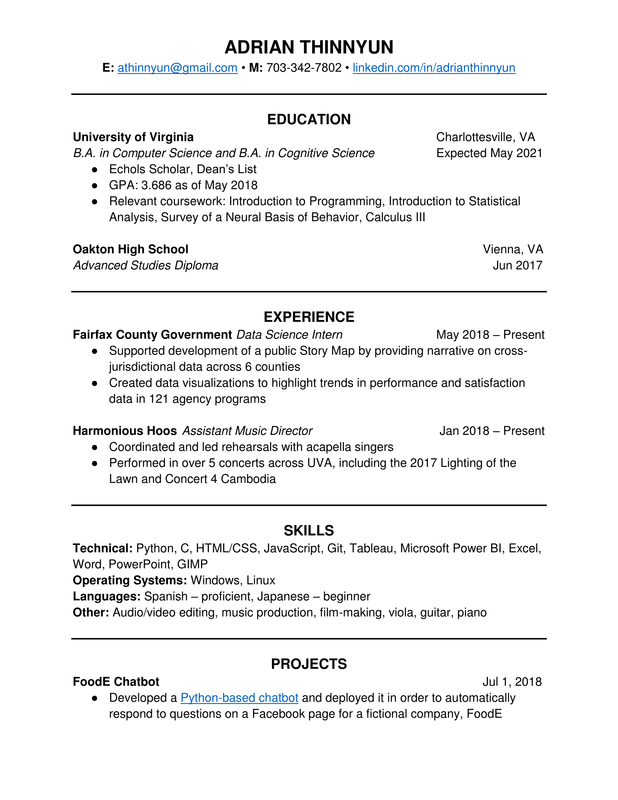 ADRIAN THINNYUN
E: athinnyun@gmail.com • M: 703-342-7802 • linkedin.com/in/adrianthinnyun
EDUCATION
University of Virginia Charlottesville, VA
B.A. in Computer Science and B.A. in Cognitive Science Expected May 2021
● Echols Scholar, Dean's List
● GPA: 3.686 as of May 2018
● Relevant coursework: Introduction to Programming, Introduction to Statistical
Analysis, Survey of a Neural Basis of Behavior, Calculus III
Oakton High School Vienna, VA
Advanced Studies Diploma Jun 2017
EXPERIENCE
Fairfax County Government Data Science Intern May 2018 – Present
● Supported development of a public Story Map by providing narrative on cross-
jurisdictional data across 6 counties
● Created data visualizations to highlight trends in performance and satisfaction
data in 121 agency programs
Harmonious Hoos Assistant Music Director Jan 2018 – Present
● Coordinated and led rehearsals with acapella singers
● Performed in over 5 concerts across UVA, including the 2017 Lighting of the
Lawn and Concert 4 Cambodia
SKILLS
Technical: Python, C, HTML/CSS, JavaScript, Git, Tableau, Microsoft Power BI, Excel,
Word, PowerPoint, GIMP
Operating Systems: Windows, Linux
Languages: Spanish – proficient, Japanese – beginner
Other: Audio/video editing, music production, film-making, viola, guitar, piano
PROJECTS
FoodE Chatbot Jul 1, 2018
● Developed a Python-based chatbot and deployed it in order to automatically
respond to questions on a Facebook page for a fictional company, FoodE